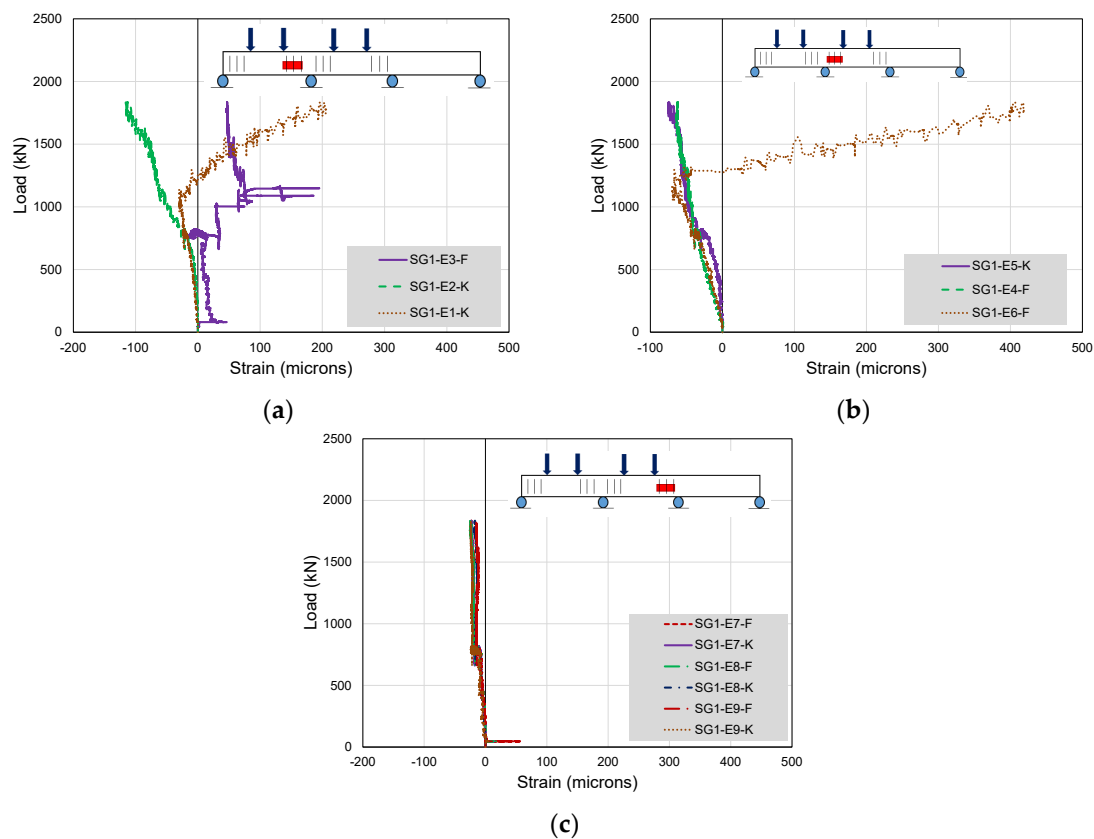 2500
2000
1500
1000
500
0
Load (kN)
SG1-E3-F
SG1-E2-K
SG1-E1-K
-200 -100 0 100 200 300 400 500
Strain (microns)
(a)
2500
2000
1500
1000
500
0
Load (kN)
SG1-E5-K
SG1-E4-F
SG1-E6-F
-100 0 100 200 300 400 500
Strain (microns)
(b)
2500
2000
1500
1000
500
0
Load (kN)
SG1-E7-F
SG1-E7-K
SG1-E8-F
SG1-E8-K
SG1-E9-F
SG1-E9-K
-200 -100 0 100 200 300 400 500
Strain (microns)
(c)